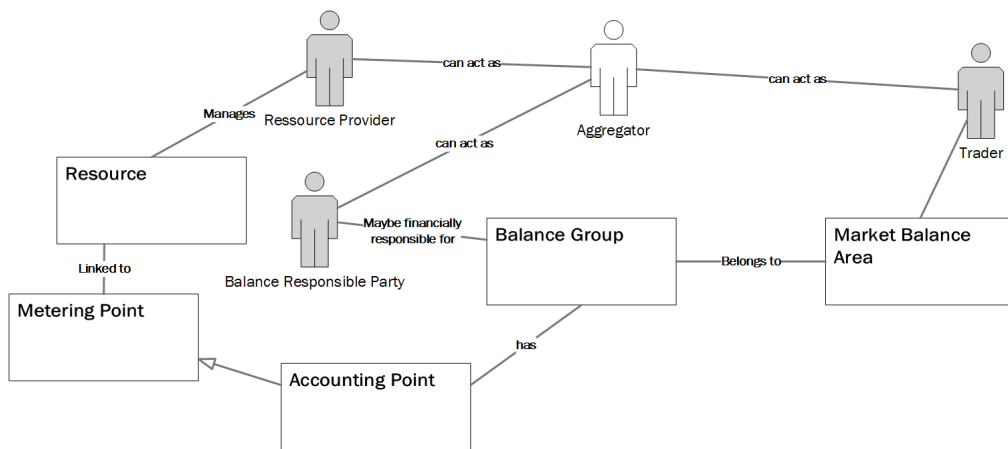 can act as
can act as
Manages
Ressource Provider
Aggregator
can act as
Trader
Resource
Maybe financially
responsible for
Balance Group
Market Balance
Area
Linked to
Balance Responsible Party
Belongs to
Metering Point
has
Accounting Point